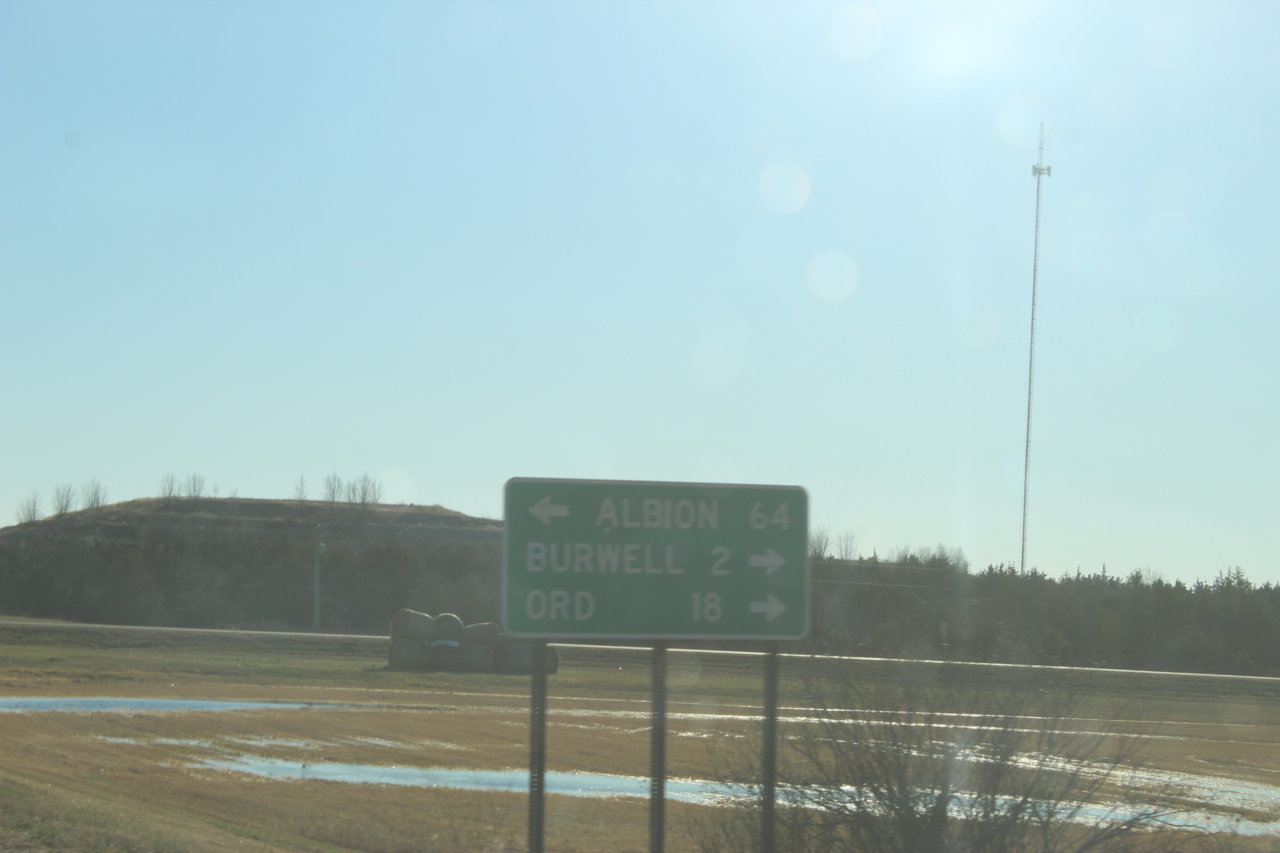 ← ALBION 64
BURWELL 2 →
ORD 18 →